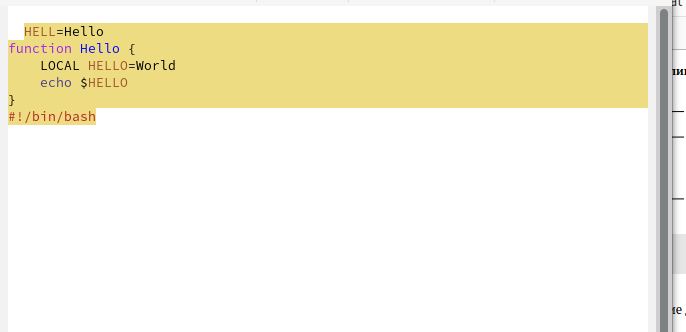 HELL=Hello
function Hello {
    LOCAL HELLO=World
    echo $HELLO
}
#!/bin/bash